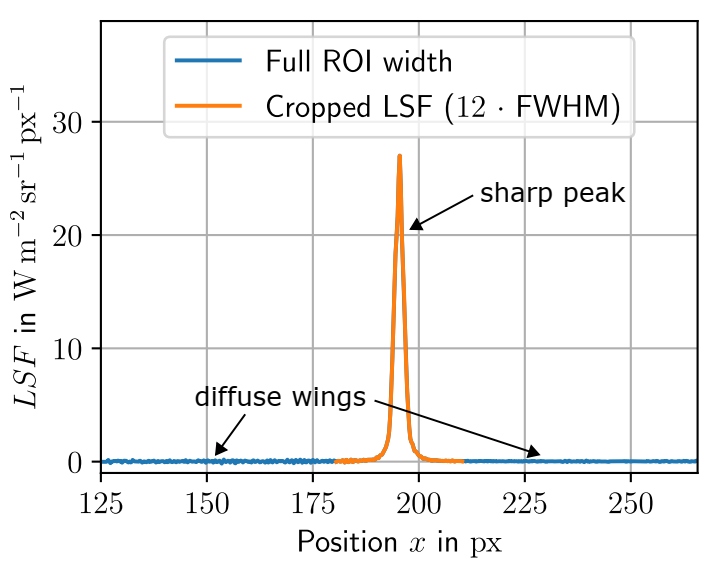 Full ROI width
Cropped LSF (12 · FWHM)
LSF in W m⁻² sr⁻¹ px⁻¹
30
20
10
0
sharp peak
diffuse wings
125 150 175 200 225 250
Position x in px